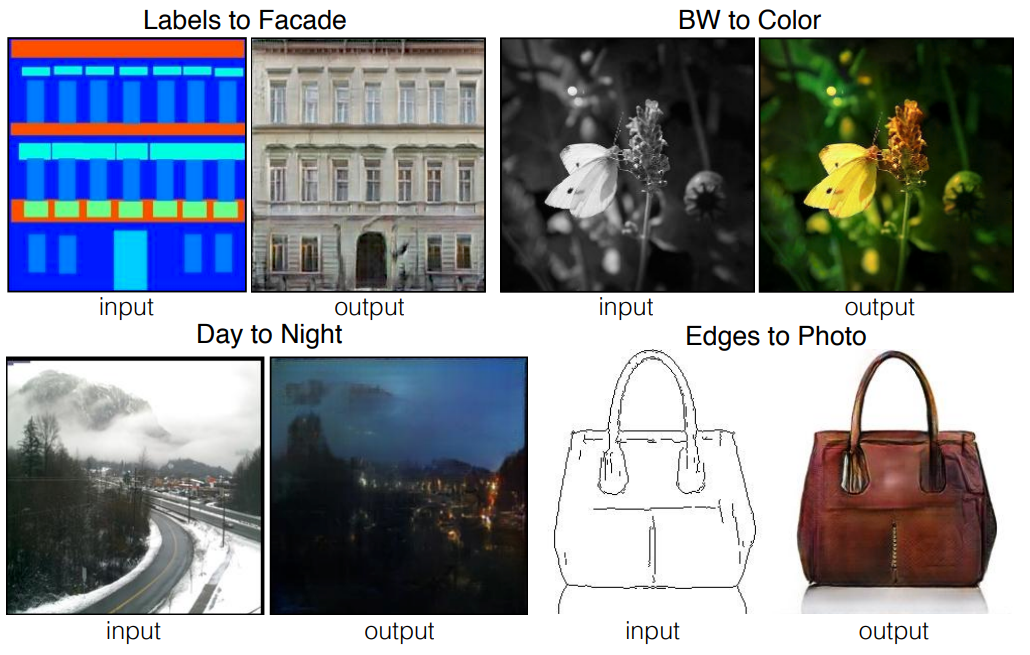 Labels to Facade
BW to Color
input
output
input
output
Day to Night
Edges to Photo
input
output
input
output